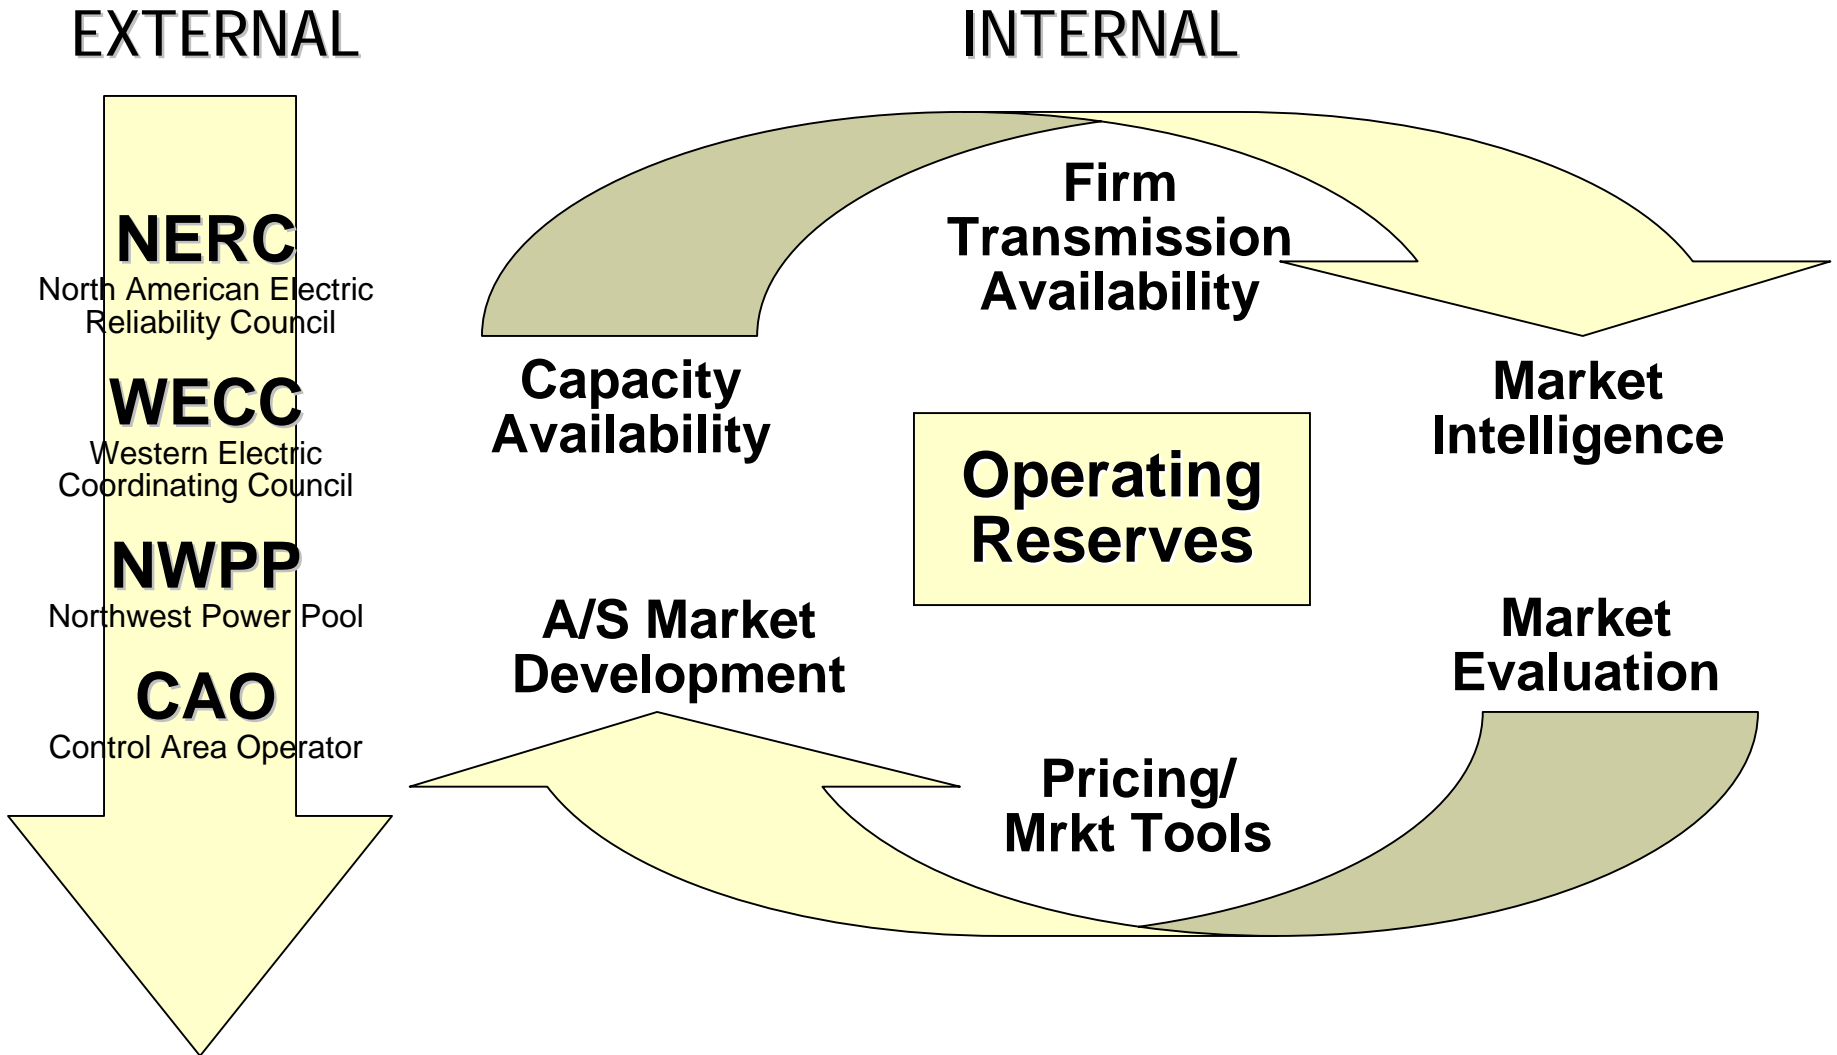 EXTERNAL
INTERNAL
NERC
North American Electric
Reliability Council
WECC
Western Electric
Coordinating Council
NWPP
Northwest Power Pool
CAO
Control Area Operator
Firm
Transmission
Availability
Capacity
Availability
Market
Intelligence
Operating
Reserves
A/S Market
Development
Market
Evaluation
Pricing/
Mrkt Tools